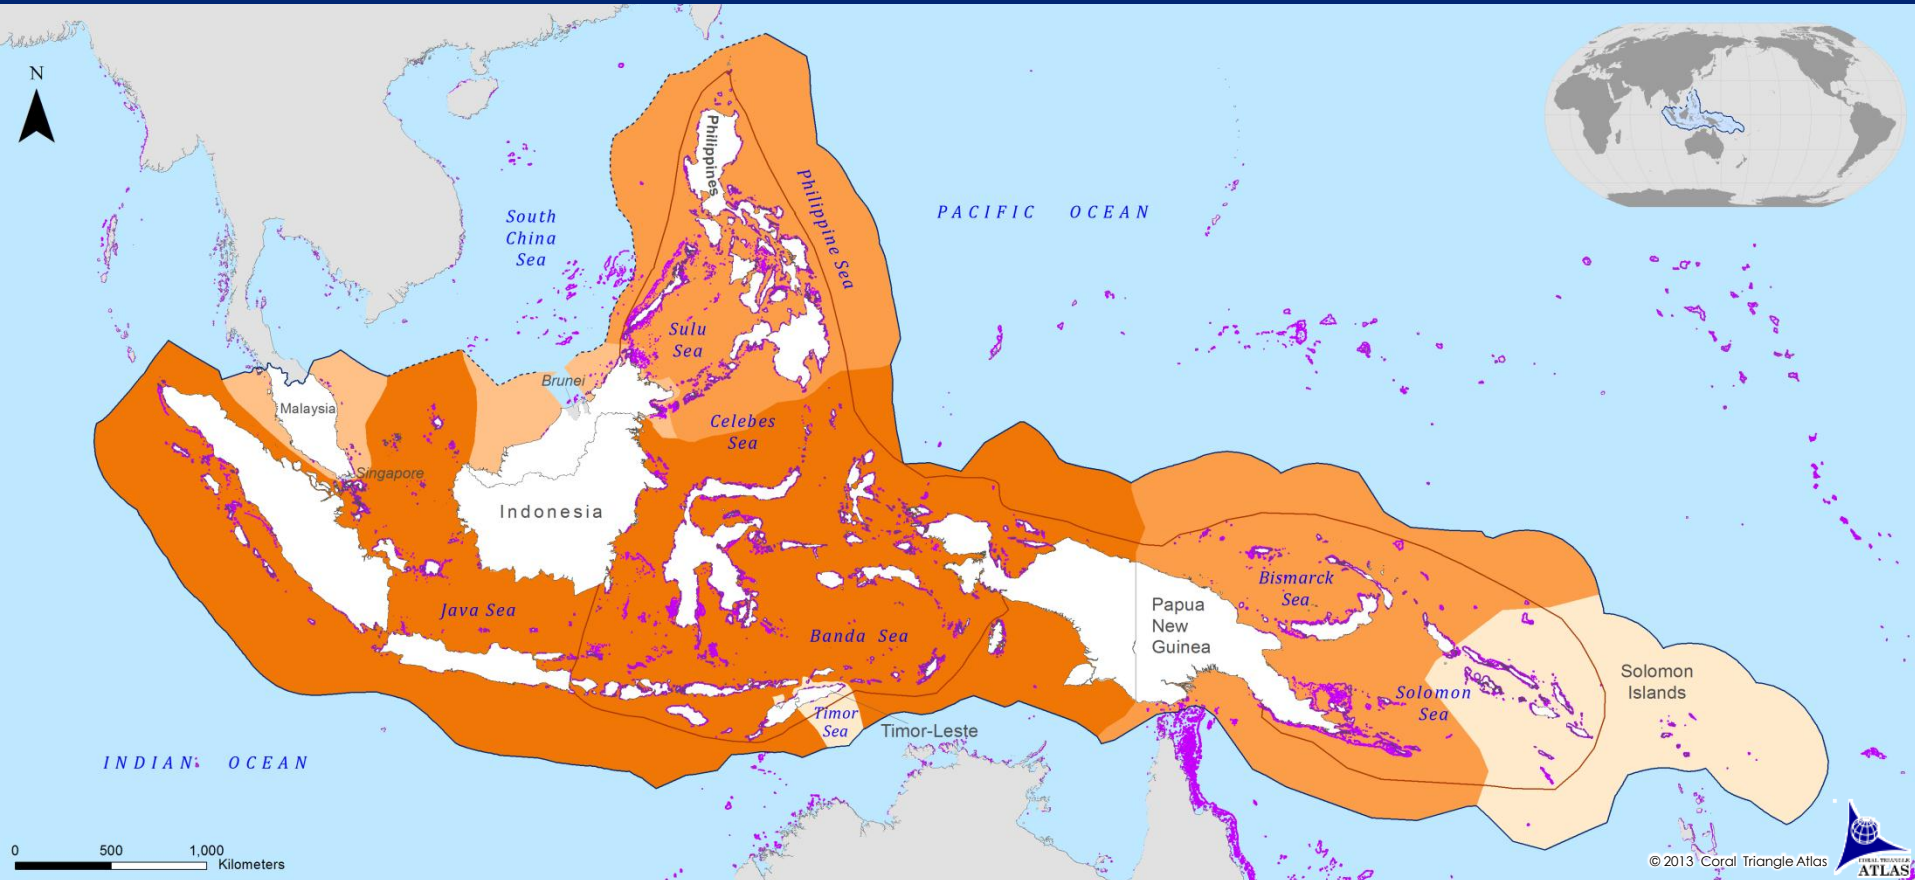 N
Philippines
Philippine Sea
South
China
Sea
PACIFIC OCEAN
Sulu
Sea
Brunei
Malaysia
Celebes
Sea
Singapore
Indonesia
Java Sea
Banda Sea
Bismarck
Sea
Papua
New
Guinea
Solomon
Islands
Solomon
Sea
Timor
Sea
Timor-Leste
INDIAN OCEAN
0 500 1,000
Kilometers
© 2013 Coral Triangle Atlas
CORAL TRIANGLE
ATLAS